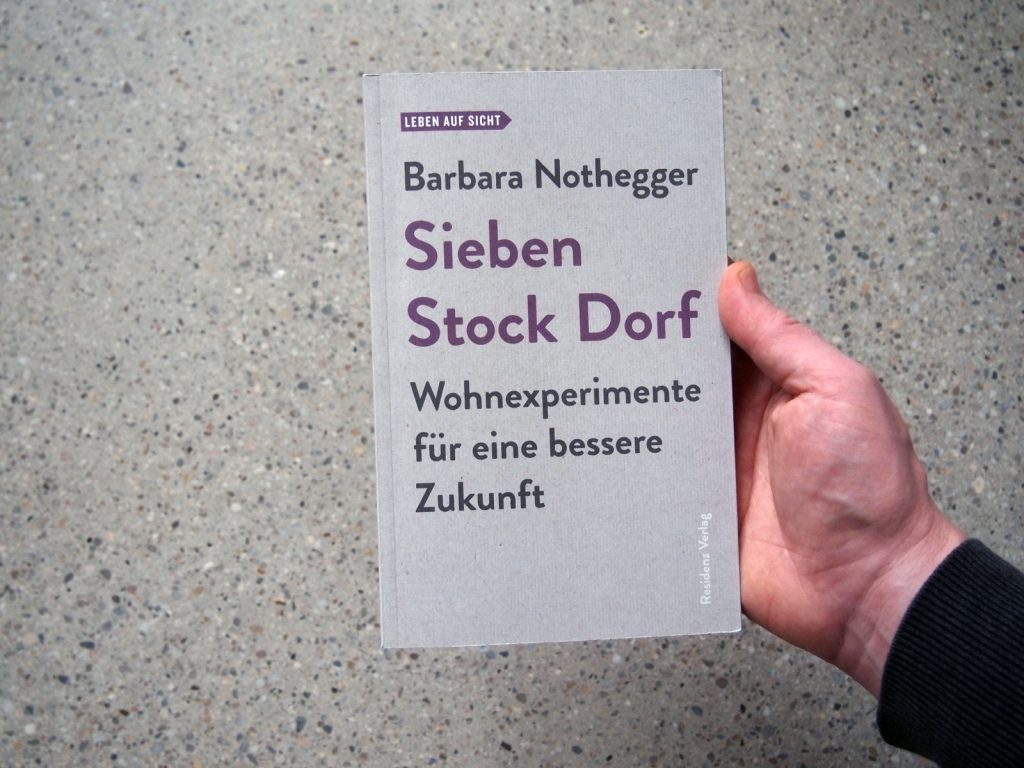 LEBEN AUF SICHT
Barbara Nothegger
Sieben
Stock Dorf
Wohnexperimente
für eine bessere
Zukunft
Residenz Verlag